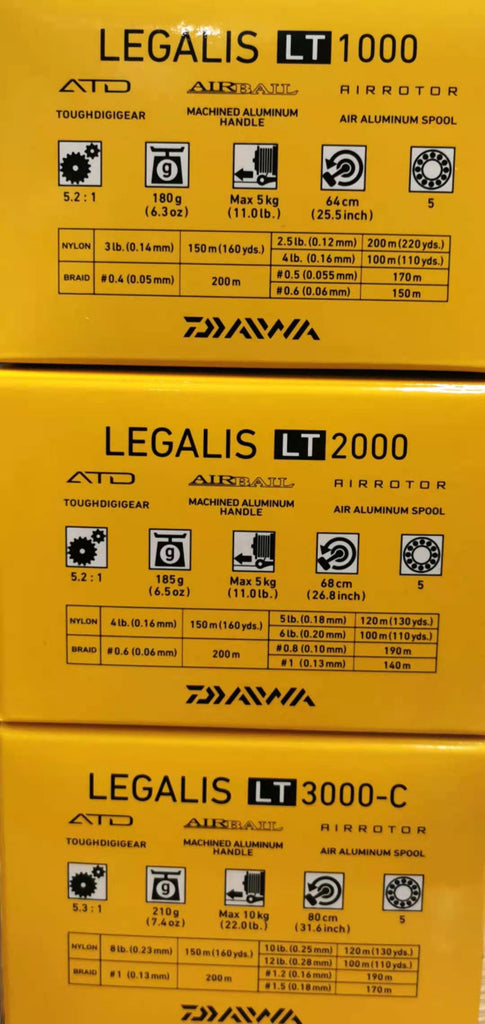 LEGALIS LT 1000
ATD AIRBAIL AIRROTOR
TOUGHDIGIGEAR MACHINED ALUMINUM HANDLE AIR ALUMINUM SPOOL
g
5.2 : 1 180g (6.3oz) Max 5kg (11.0lb.) 64cm (25.5inch) 5
NYLON 3lb.(0.14mm) 150m(160yds.) 2.5lb.(0.12mm) 200m(220yds.)
4lb. (0.16mm) 100m(110yds.)
BRAID #0.4 (0.05mm) 200m #0.5 (0.055mm) 170m
#0.6 (0.06mm) 150m
DAIWA
LEGALIS LT 2000
ATD AIRBAIL AIRROTOR
TOUGHDIGIGEAR MACHINED ALUMINUM HANDLE AIR ALUMINUM SPOOL
g
5.2 : 1 185g (6.5oz) Max 5kg (11.0lb.) 68cm (26.8inch) 5
NYLON 4lb.(0.16mm) 150m(160yds.) 5lb.(0.18mm) 120m(130yds.)
6lb.(0.20mm) 100m(110yds.)
BRAID #0.6 (0.06mm) 200m #0.8 (0.10mm) 190m
#1 (0.13mm) 140m
DAIWA
LEGALIS LT 3000-C
ATD AIRBAIL AIRROTOR
TOUGHDIGIGEAR MACHINED ALUMINUM HANDLE AIR ALUMINUM SPOOL
g
5.3 : 1 210g (7.4oz) Max 10kg (22.0lb.) 80cm (31.6inch) 5
NYLON 8lb.(0.23mm) 150m(160yds.) 10lb.(0.25mm) 120m(130yds.)
12lb.(0.28mm) 100m(110yds.)
BRAID #1 (0.13mm) 200m #1.2(0.16mm) 190m
#1.5(0.18mm) 170m
DAIWA